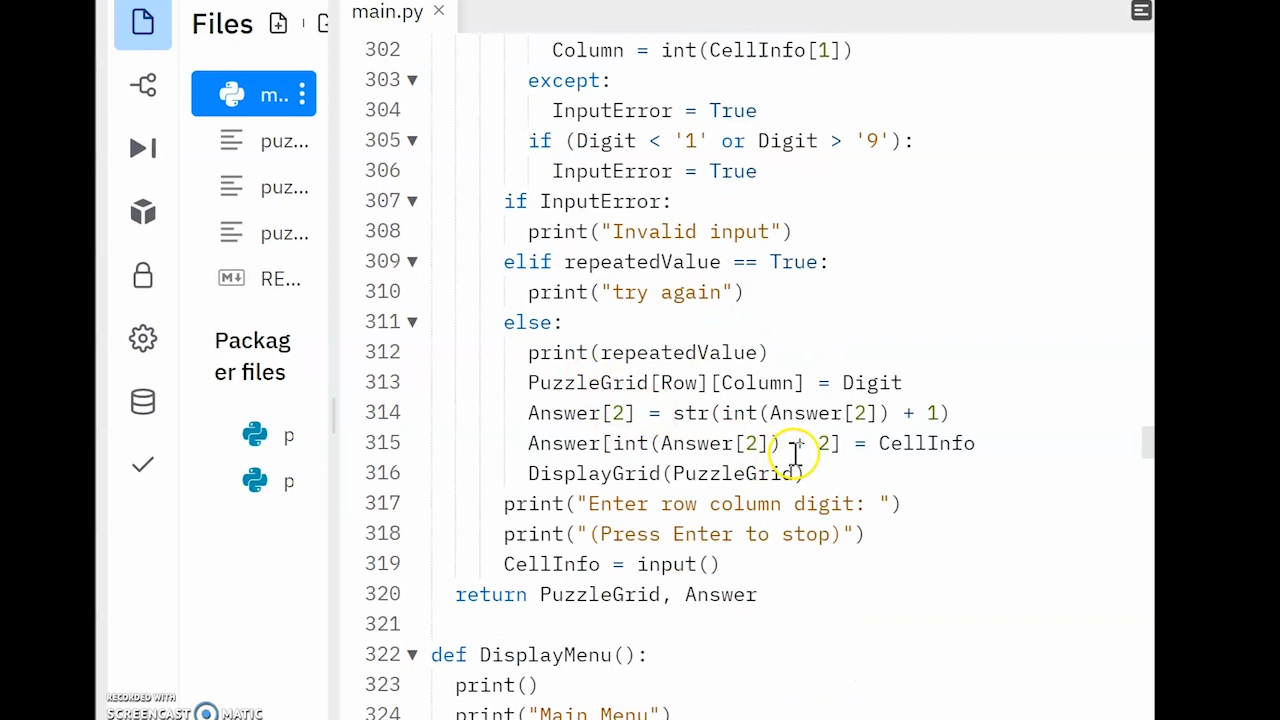 main.py ×
Files
m..
puz...
puz...
puz...
M↓ RE...
Packag
er files
p
p
302 Column = int(CellInfo[1])
303 except:
304 InputError = True
305 if (Digit < '1' or Digit > '9'):
306 InputError = True
307 if InputError:
308 print("Invalid input")
309 elif repeatedValue == True:
310 print("try again")
311 else:
312 print(repeatedValue)
313 PuzzleGrid[Row][Column] = Digit
314 Answer[2] = str(int(Answer[2]) + 1)
315 Answer[int(Answer[2]) + 2] = CellInfo
316 DisplayGrid(PuzzleGrid)
317 print("Enter row column digit: ")
318 print("(Press Enter to stop)")
319 CellInfo = input()
320 return PuzzleGrid, Answer
321
322 def DisplayMenu():
323 print()
324 print("Main Menu")
RECORDED WITH
SCREENCAST MATIC